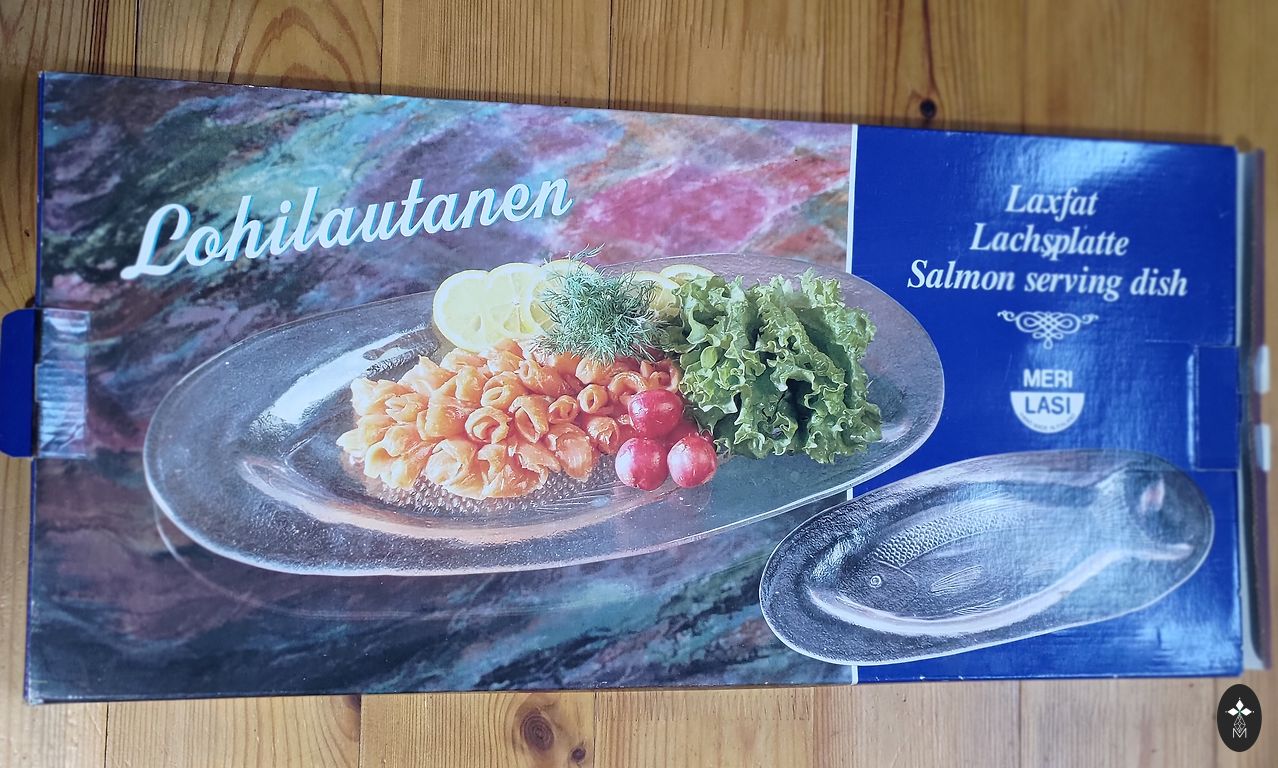 Lohilautanen
Laxfat
Lachsplatte
Salmon serving dish
MERI
LASI
M